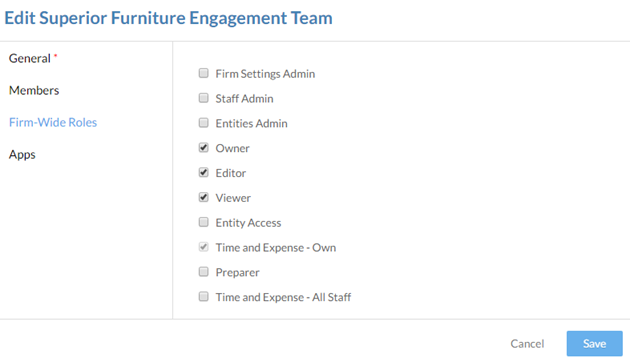 Edit Superior Furniture Engagement Team
General *
Members
Firm-Wide Roles
Apps
Firm Settings Admin
Staff Admin
Entities Admin
Owner
Editor
Viewer
Entity Access
Time and Expense - Own
Preparer
Time and Expense - All Staff
Cancel
Save